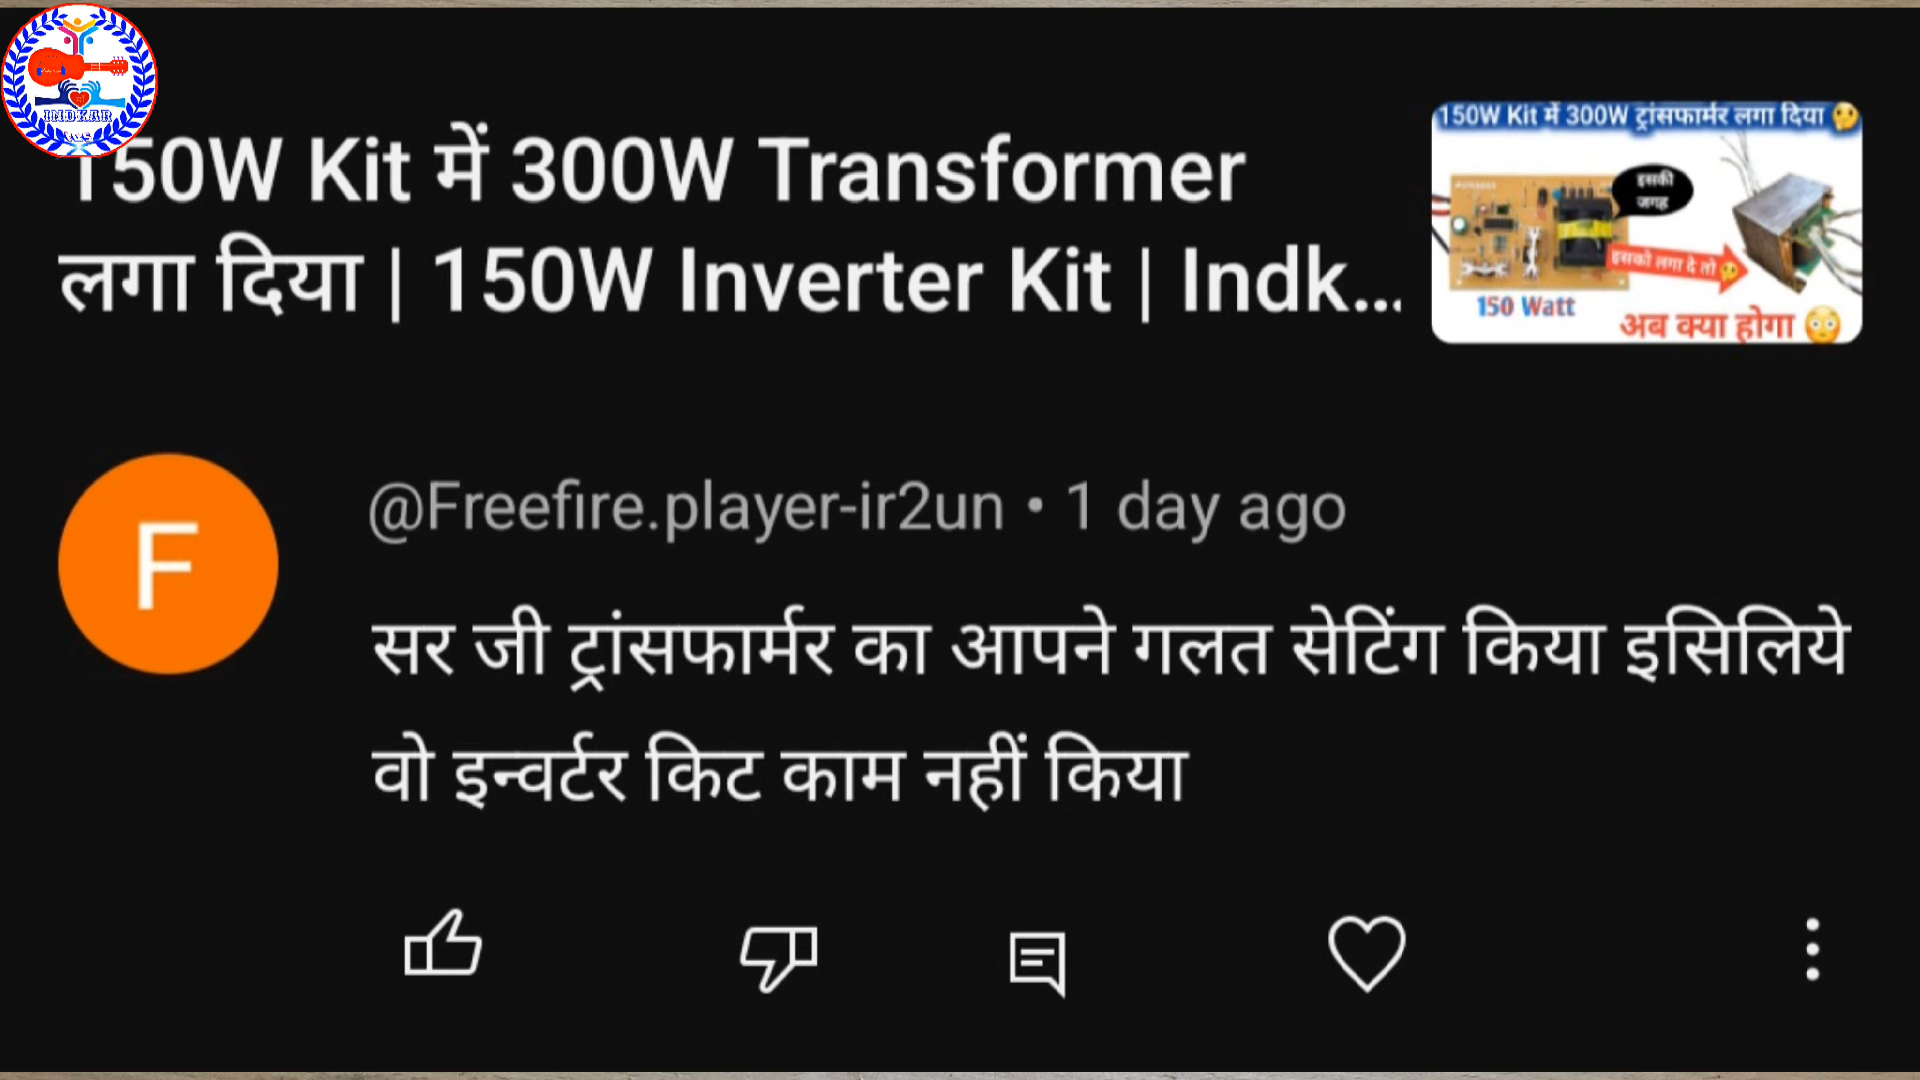 INDKAR
150W Kit में 300W Transformer
लगा दिया | 150W Inverter Kit | Indk...
150W Kit में 300W ट्रांसफार्मर लगा दिया 🤔
इसकी
जगह
इसको लगा दे तो 🤔
150 Watt
अब क्या होगा 😳
F
@Freefire.player-ir2un • 1 day ago
सर जी ट्रांसफार्मर का आपने गलत सेटिंग किया इसिलिये
वो इन्वर्टर किट काम नहीं किया